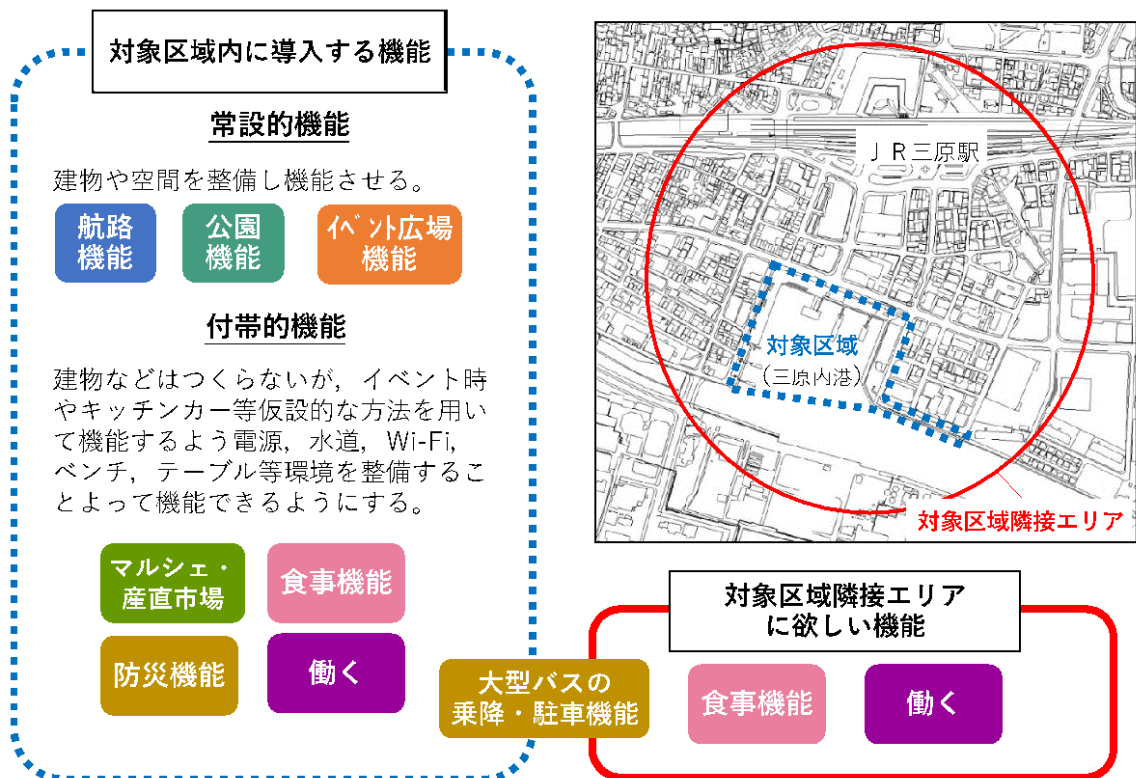 対象区域内に導入する機能
常設的機能
建物や空間を整備し機能させる。
航路
機能
公園
機能
ｲﾍﾞﾝﾄ広場
機能
付帯的機能
建物などはつくらないが，イベント時
やキッチンカー等仮設的な方法を用い
て機能するよう電源，水道，Wi-Fi，
ベンチ，テーブル等環境を整備するこ
とよって機能できるようにする。
マルシェ・
産直市場
食事機能
防災機能
働く
大型バスの
乗降・駐車機能
ＪＲ三原駅
対象区域
（三原内港）
対象区域隣接エリア
対象区域隣接エリア
に欲しい機能
食事機能
働く